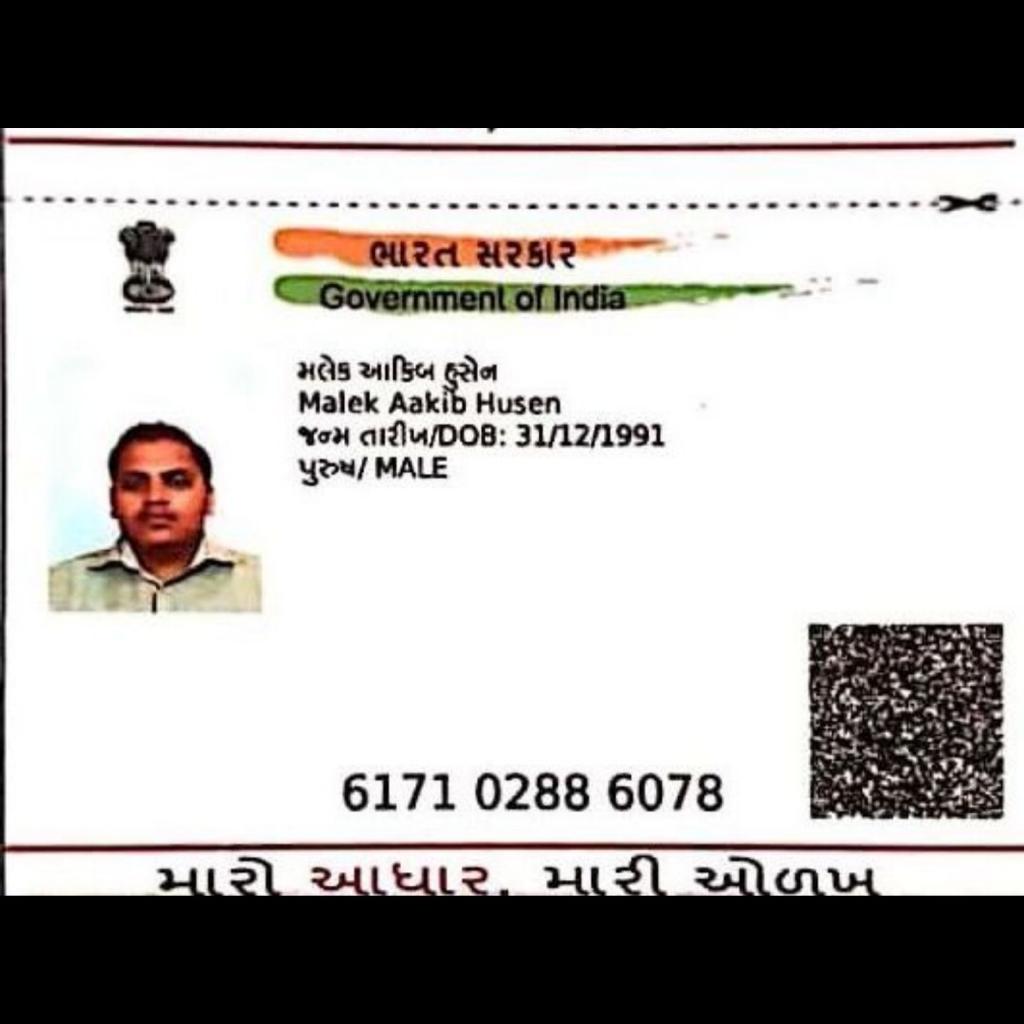 ભારત સરકાર
Government of India
મલેક આકિબ હુસેન
Malek Aakib Husen
જન્મ તારીખ/DOB: 31/12/1991
પુરુષ/ MALE
6171 0288 6078
મારો આધાર, મારી ઓળખ